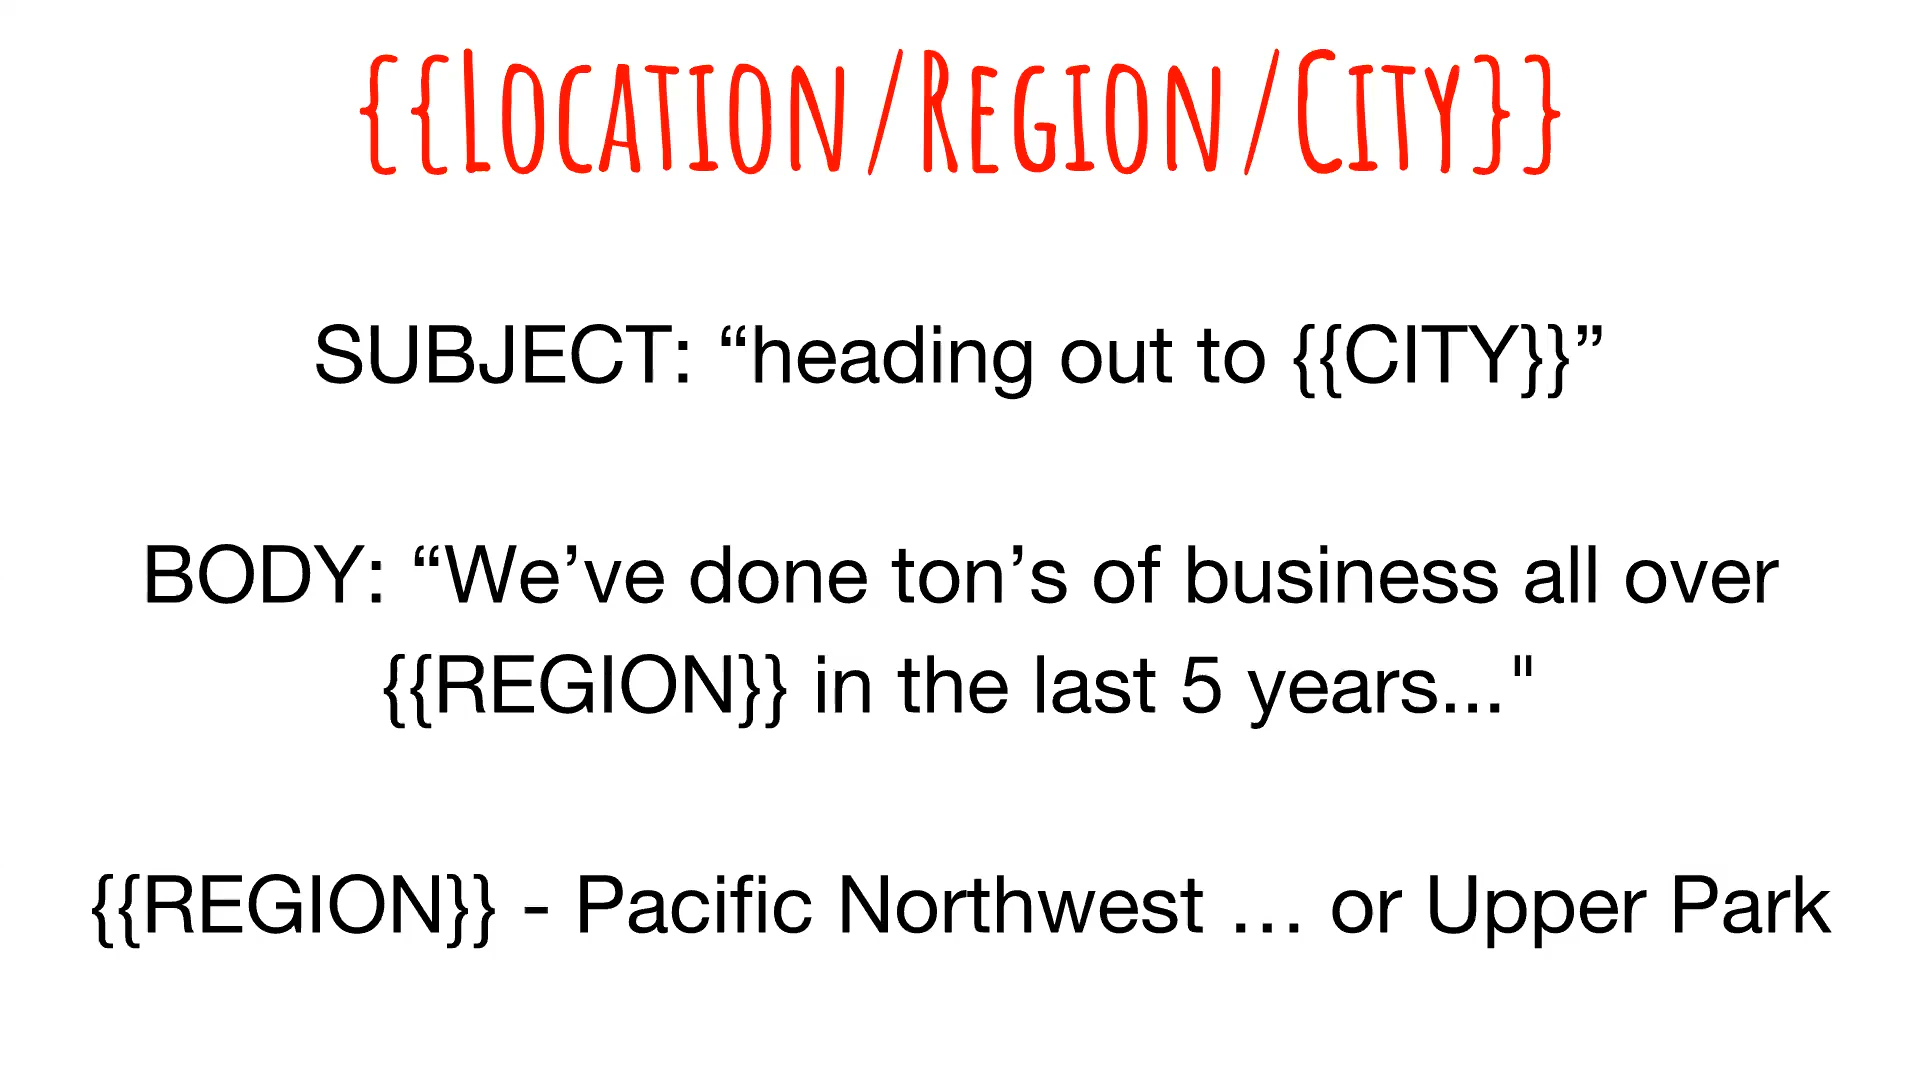 {{Location/Region/City}}
SUBJECT: “heading out to {{CITY}}”
BODY: “We’ve done ton’s of business all over
{{REGION}} in the last 5 years..."
{{REGION}} - Pacific Northwest … or Upper Park